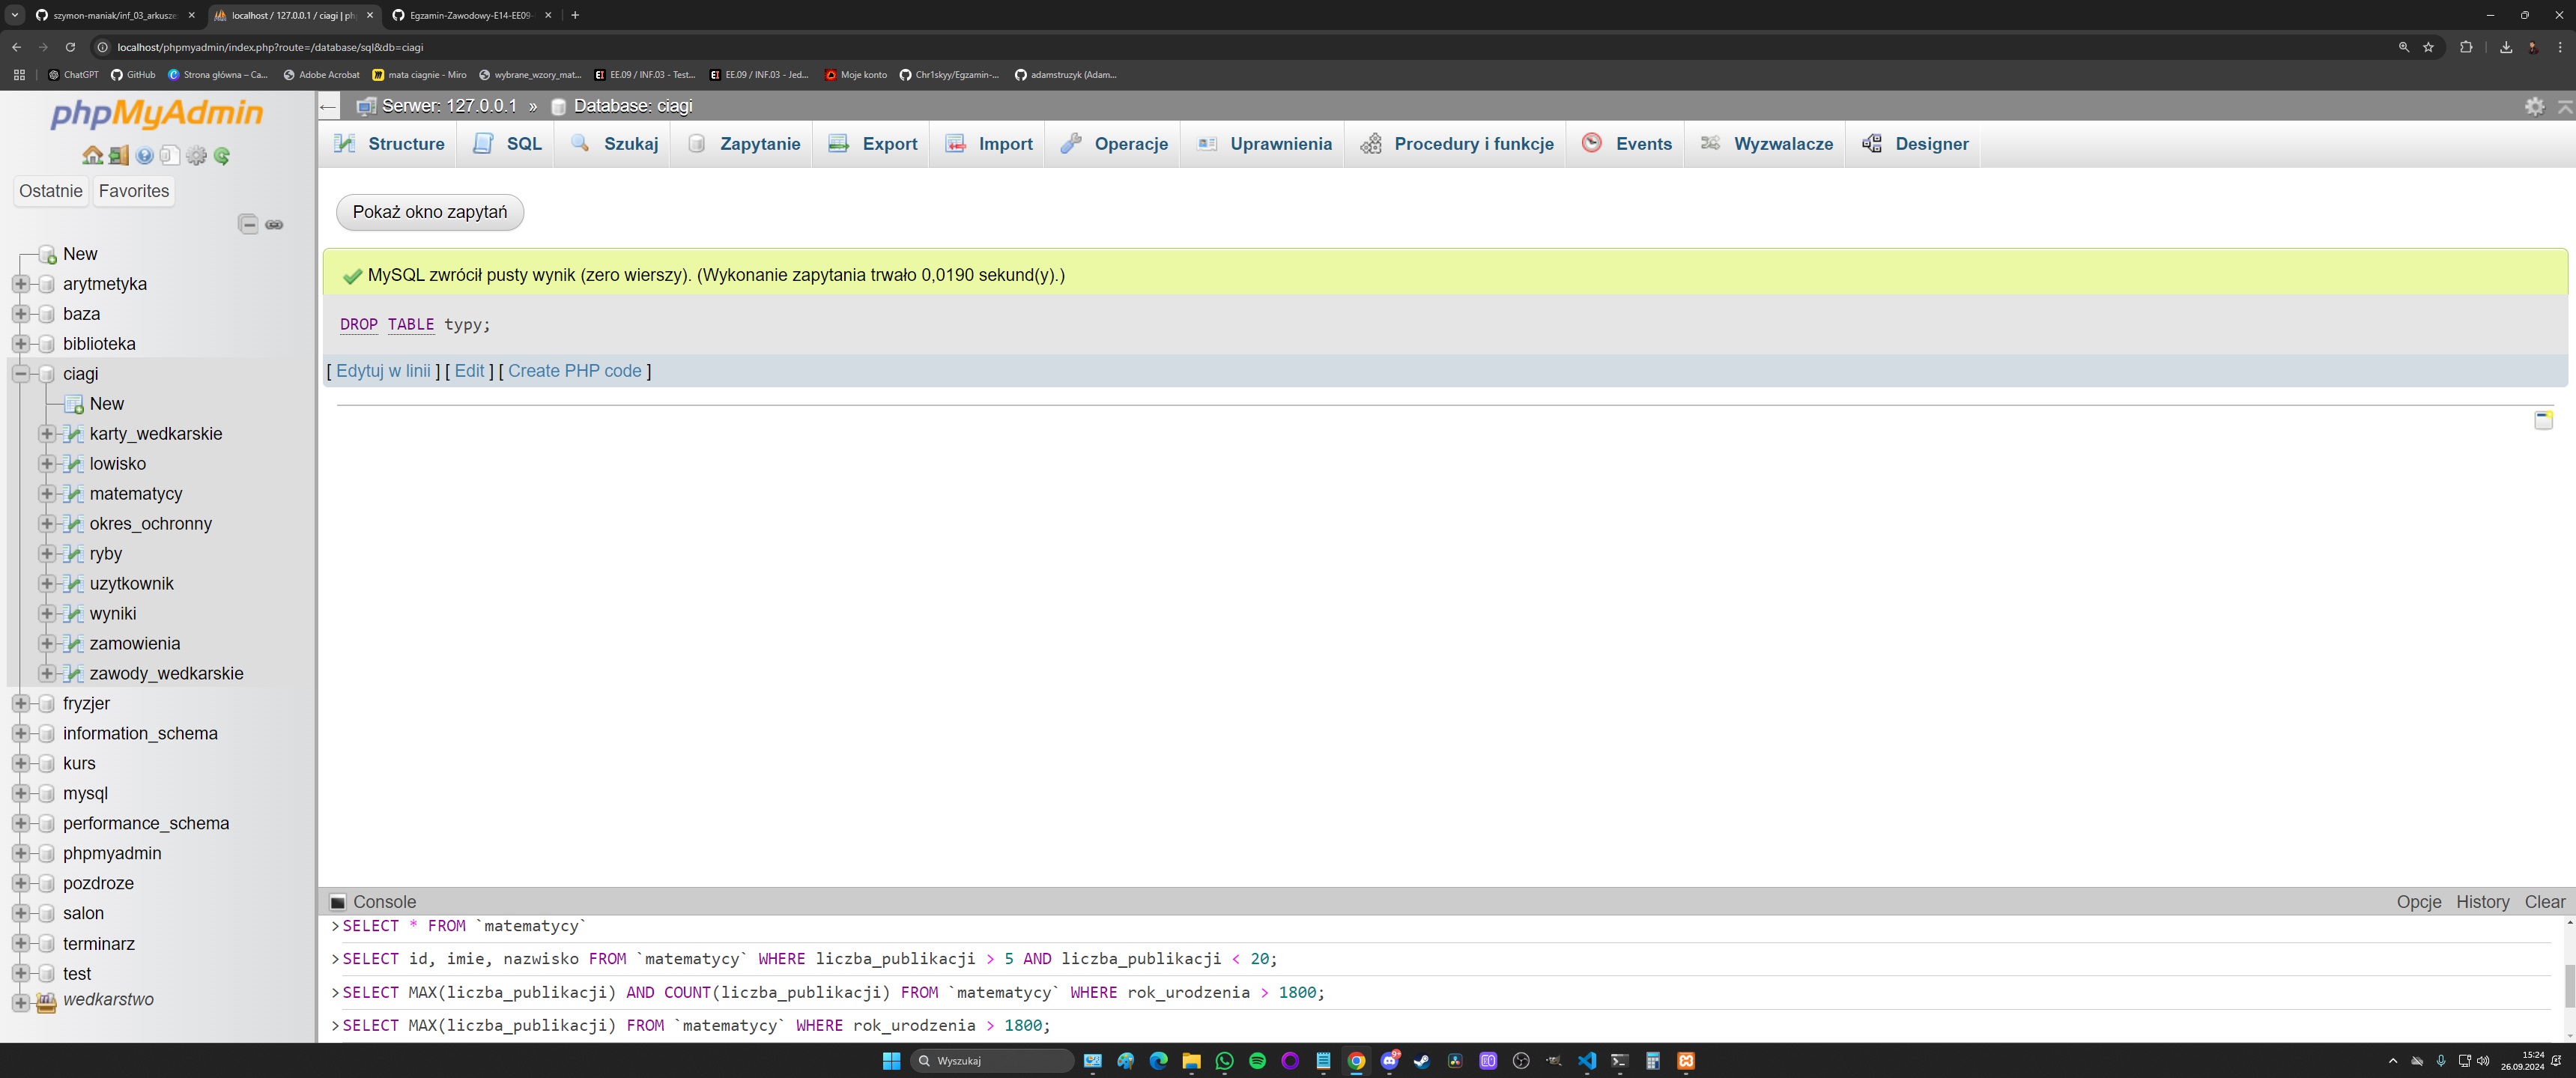 szymon-maniak/inf_03_arkusze
localhost / 127.0.0.1 / ciagi | ph
Egzamin-Zawodowy-E14-EE09-
localhost/phpmyadmin/index.php?route=/database/sql&db=ciagi
ChatGPT GitHub Strona główna – Ca... Adobe Acrobat mata ciagnie - Miro wybrane_wzory_mat... EE.09 / INF.03 - Test... EE.09 / INF.03 - Jed... Moje konto Chr1skyy/Egzamin-... adamstruzyk (Adam...
phpMyAdmin
Ostatnie Favorites
New
arytmetyka
baza
biblioteka
ciagi
New
karty_wedkarskie
lowisko
matematycy
okres_ochronny
ryby
uzytkownik
wyniki
zamowienia
zawody_wedkarskie
fryzjer
information_schema
kurs
mysql
performance_schema
phpmyadmin
pozdroze
salon
terminarz
test
wedkarstwo
Serwer: 127.0.0.1 » Database: ciagi
Structure SQL Szukaj Zapytanie Export Import Operacje Uprawnienia Procedury i funkcje Events Wyzwalacze Designer
Pokaż okno zapytań
MySQL zwrócił pusty wynik (zero wierszy). (Wykonanie zapytania trwało 0,0190 sekund(y).)
DROP TABLE typy;
[ Edytuj w linii ] [ Edit ] [ Create PHP code ]
Console Opcje History Clear
>SELECT * FROM `matematycy`
>SELECT id, imie, nazwisko FROM `matematycy` WHERE liczba_publikacji > 5 AND liczba_publikacji < 20;
>SELECT MAX(liczba_publikacji) AND COUNT(liczba_publikacji) FROM `matematycy` WHERE rok_urodzenia > 1800;
>SELECT MAX(liczba_publikacji) FROM `matematycy` WHERE rok_urodzenia > 1800;
Wyszukaj
15:24
26.09.2024